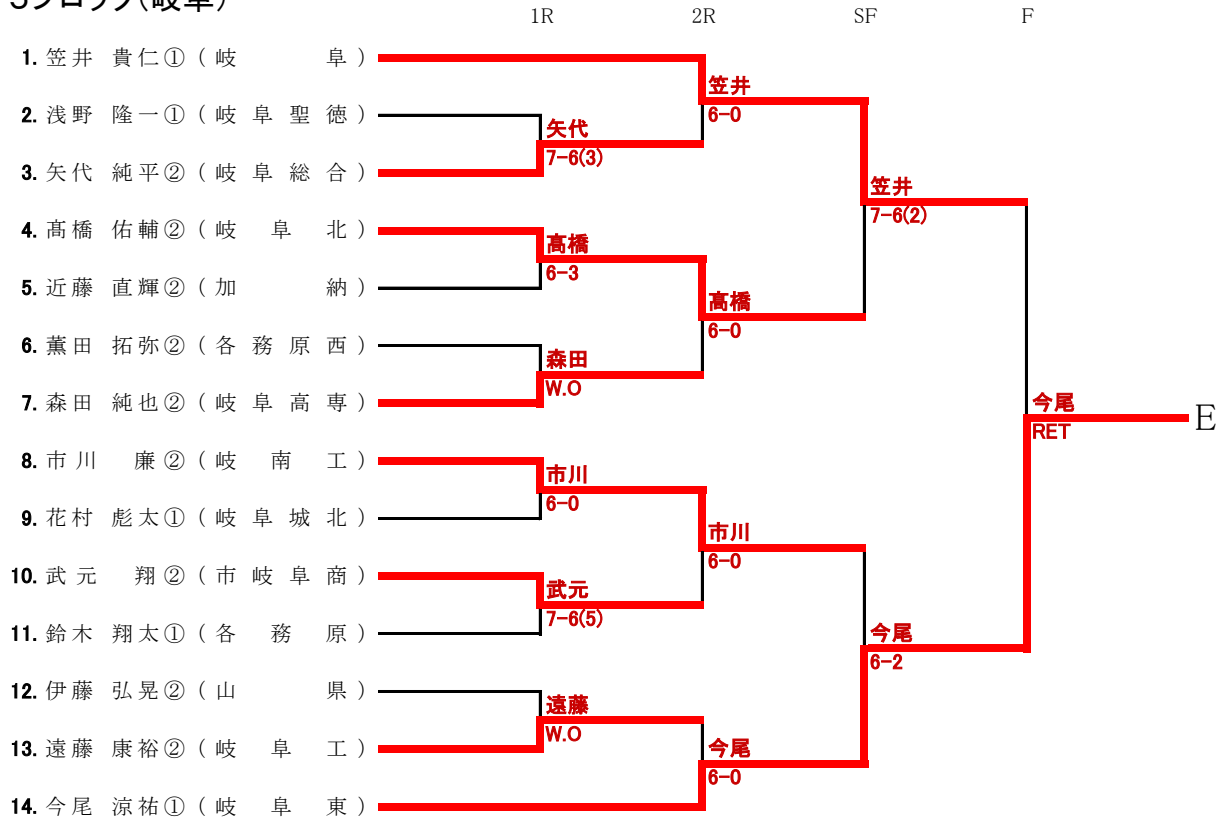 1R 2R SF F
1. 笠井 貴仁① ( 岐 阜 )
笠井
6-0
2. 浅野 隆一① ( 岐 阜 聖 徳 )
矢代
7-6(3)
3. 矢代 純平② ( 岐 阜 総 合 )
笠井
7-6(2)
4. 髙橋 佑輔② ( 岐 阜 北 )
髙橋
6-3
5. 近藤 直輝② ( 加 納 )
髙橋
6-0
6. 薫田 拓弥② ( 各 務 原 西 )
森田
W.O
7. 森田 純也② ( 岐 阜 高 専 )
今尾
RET
E
8. 市川 廉② ( 岐 南 工 )
市川
6-0
9. 花村 彪太① ( 岐 阜 城 北 )
市川
6-0
10. 武元 翔② ( 市 岐 阜 商 )
武元
7-6(5)
11. 鈴木 翔太① ( 各 務 原 )
今尾
6-2
12. 伊藤 弘晃② ( 山 県 )
遠藤
W.O
13. 遠藤 康裕② ( 岐 阜 工 )
今尾
6-0
14. 今尾 涼祐① ( 岐 阜 東 )